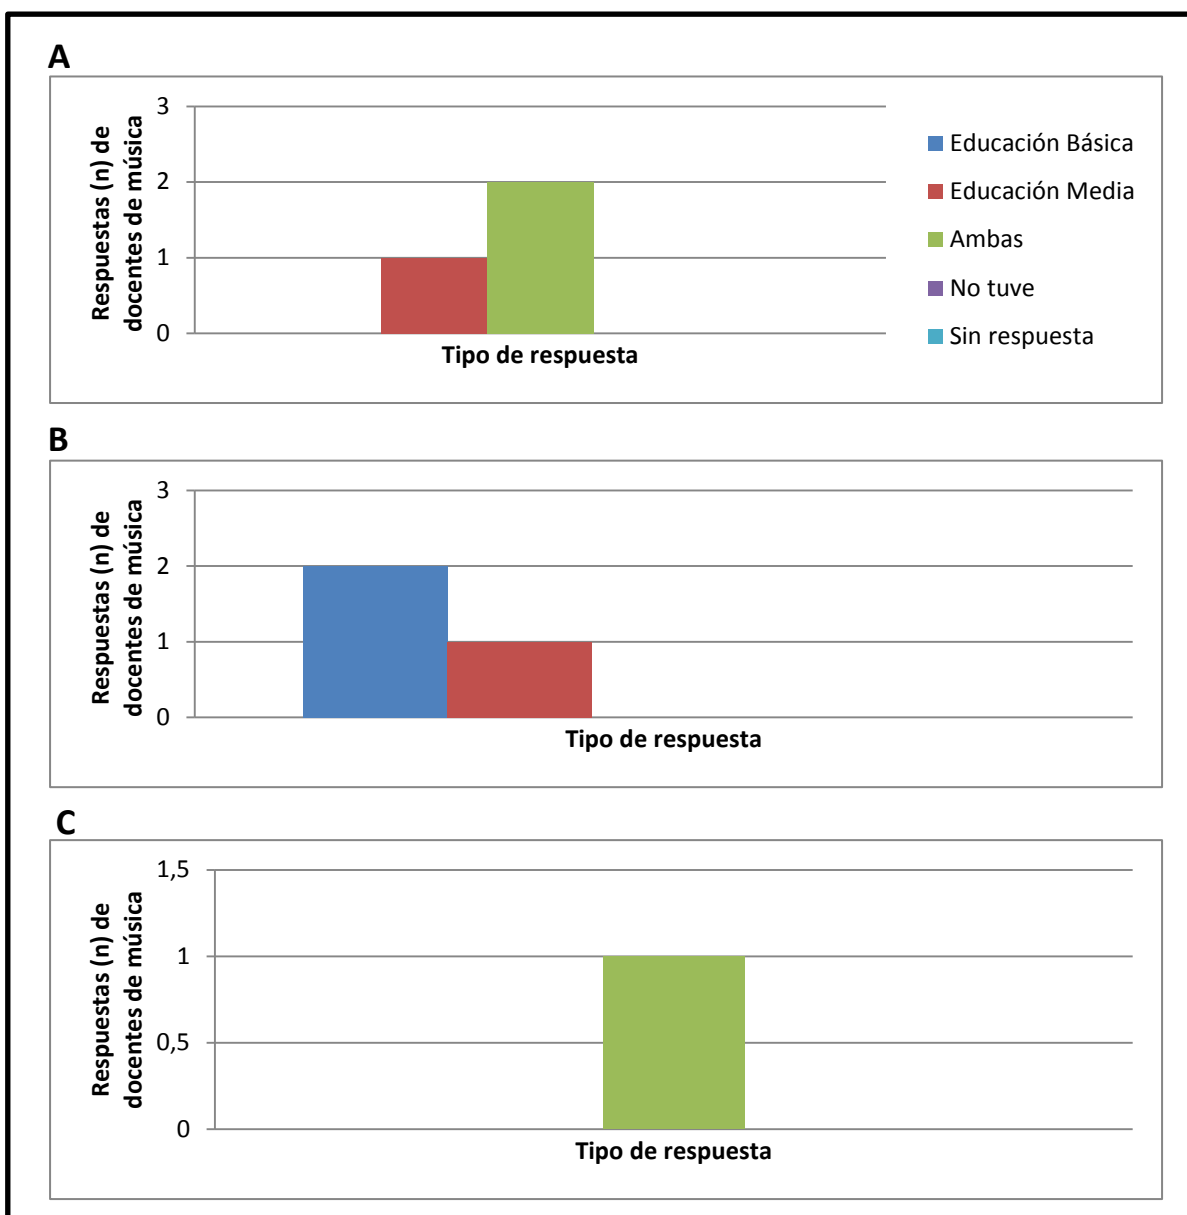 A
Respuestas (n) de
docentes de música
3
2
1
0
Tipo de respuesta
Educación Básica
Educación Media
Ambas
No tuve
Sin respuesta
B
Respuestas (n) de
docentes de música
3
2
1
0
Tipo de respuesta
C
Respuestas (n) de
docentes de música
1,5
1
0,5
0
Tipo de respuesta